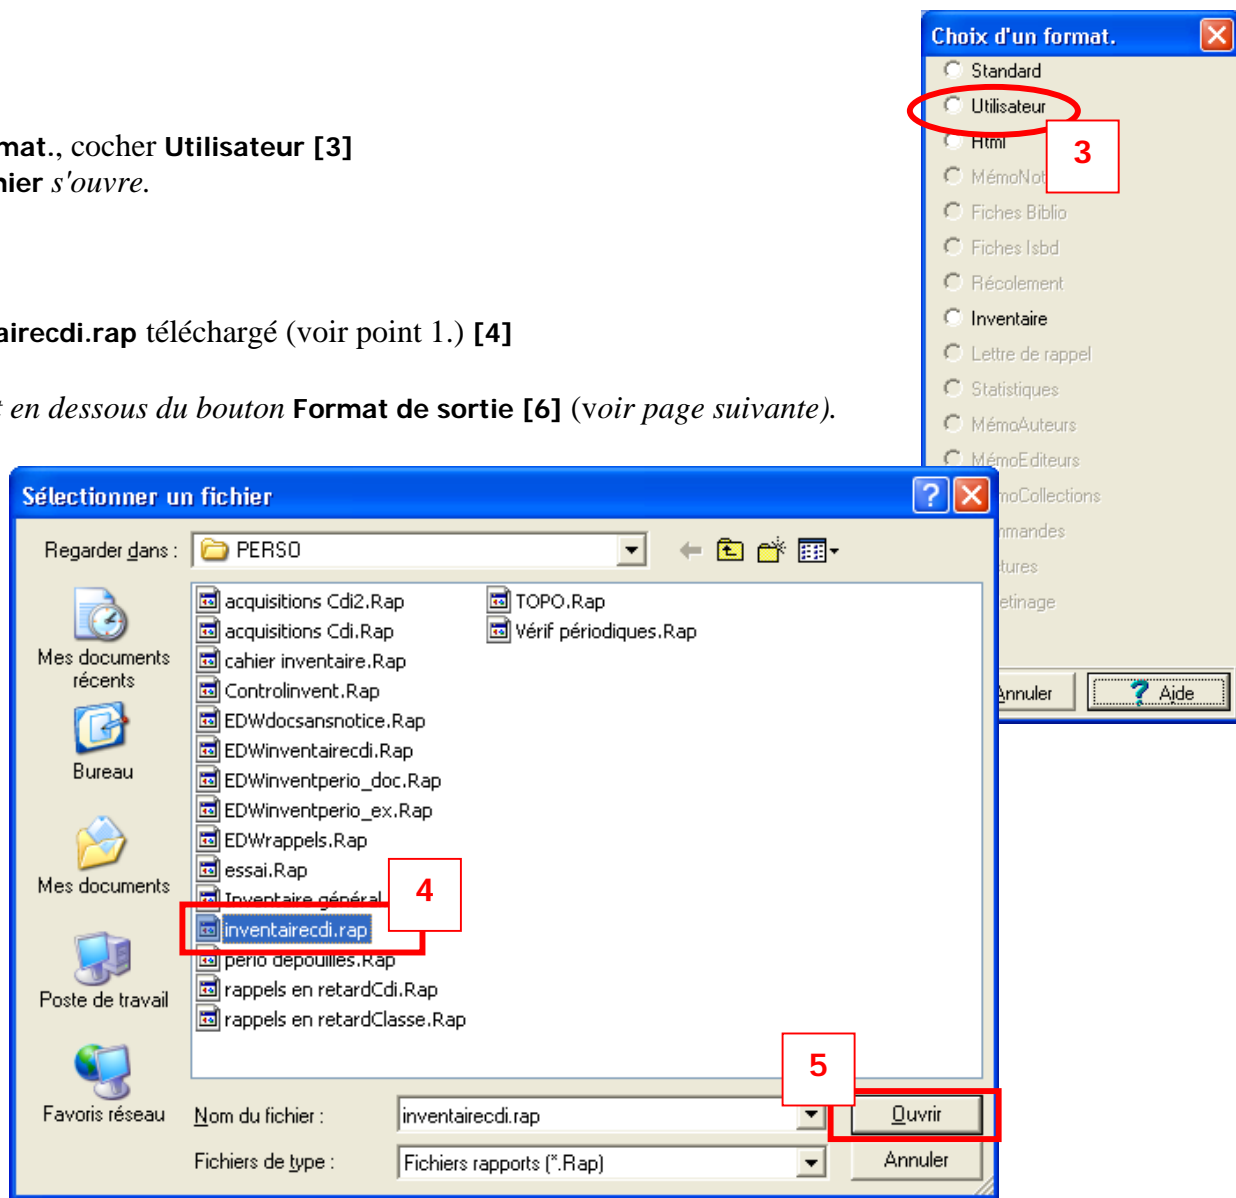 Choix d'un format.
Standard
Utilisateur
Html
3
MémoNot
Fiches Biblio
Fiches Isbd
Récolement
Inventaire
Lettre de rappel
Statistiques
MémoAuteurs
MémoEditeurs
moCollections
mmandes
tures
etinage
Annuler
Aide
mat., cocher Utilisateur [3]
hier s'ouvre.
airecdi.rap téléchargé (voir point 1.) [4]
t en dessous du bouton Format de sortie [6] (voir page suivante).
Sélectionner un fichier
Regarder dans :
PERSO
Mes documents
récents
Bureau
Mes documents
Poste de travail
Favoris réseau
acquisitions Cdi2.Rap
acquisitions Cdi.Rap
cahier inventaire.Rap
Controlinvent.Rap
EDWdocsansnotice.Rap
EDWinventairecdi.Rap
EDWinventperio_doc.Rap
EDWinventperio_ex.Rap
EDWrappels.Rap
essai.Rap
Inventaire général
inventairecdi.rap
perio depouilles.Rap
rappels en retardCdi.Rap
rappels en retardClasse.Rap
TOPO.Rap
Vérif périodiques.Rap
4
5
Nom du fichier :
inventairecdi.rap
Ouvrir
Fichiers de type :
Fichiers rapports (*.Rap)
Annuler